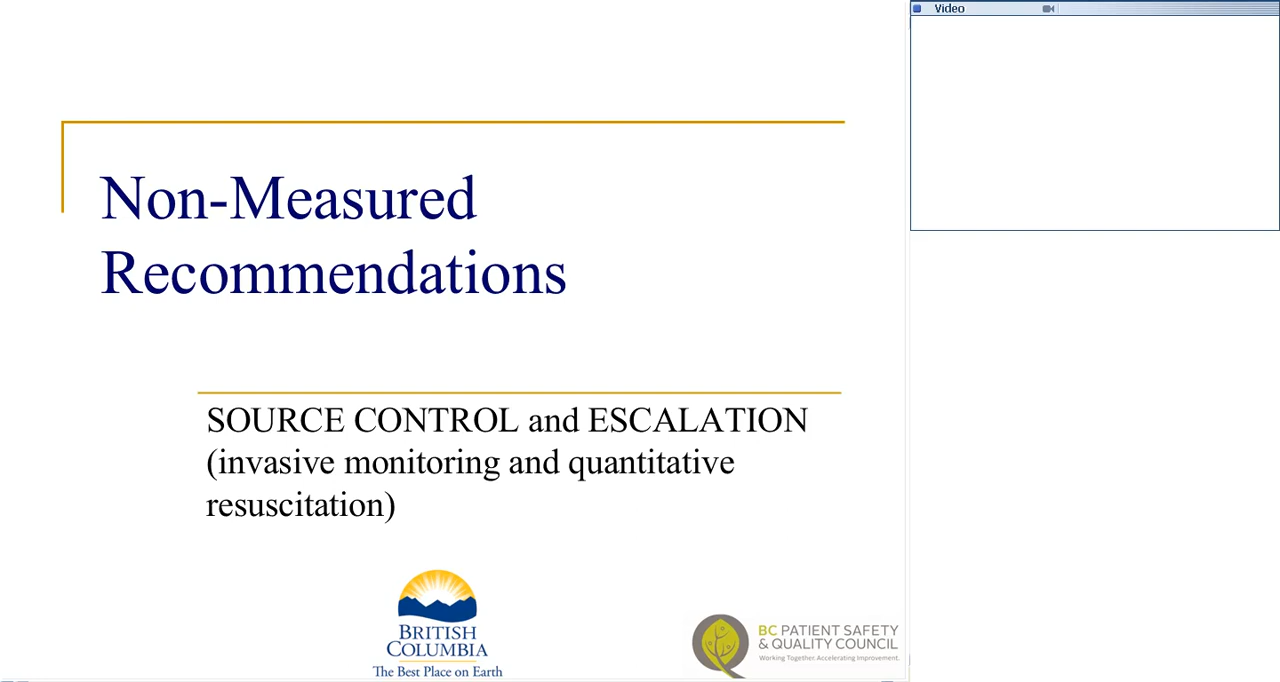 Video
Non-Measured
Recommendations
SOURCE CONTROL and ESCALATION
(invasive monitoring and quantitative
resuscitation)
BRITISH
COLUMBIA
The Best Place on Earth
BC PATIENT SAFETY
& QUALITY COUNCIL
Working Together. Accelerating Improvement.